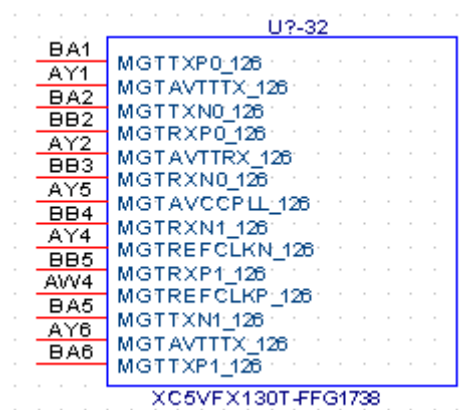 U?-32
BA1 MGTTXP0_126
AY1 MGTAVTTTX_126
BA2 MGTTXN0_126
BB2 MGTRXP0_126
AY2 MGTAVTTRX_126
BB3 MGTRXN0_126
AY5 MGTAVCCPLL_126
BB4 MGTRXN1_126
AY4 MGTREFCLKN_126
BB5 MGTRXP1_126
AW4 MGTREFCLKP_126
BA5 MGTTXN1_126
AY6 MGTAVTTTX_126
BA6 MGTTXP1_126
XC5VFX130T-FFG1738